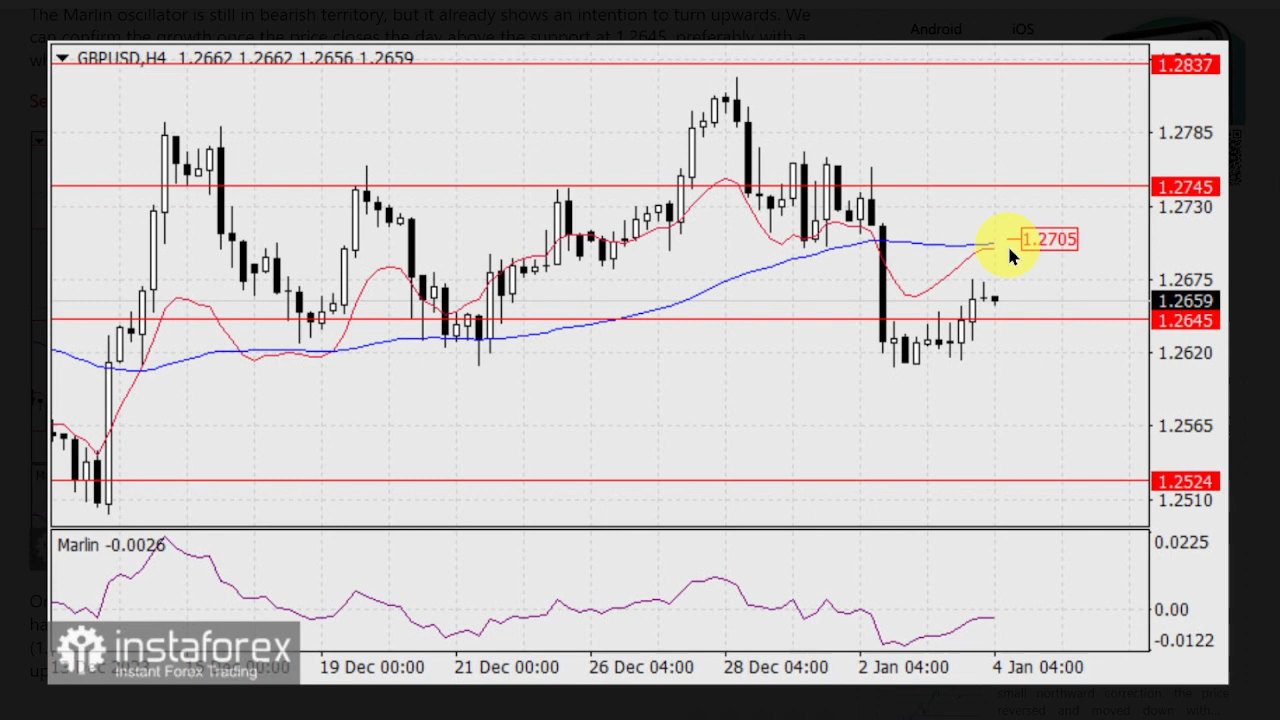 The Marlin oscillator is still in bearish territory, but it already shows an intention to turn upwards. We
can confirm the growth once the price closes the day above the support at 1.2645, preferably with a
Android iOS
GBPUSD,H4 1.2662 1.2662 1.2656 1.2659
1.2837
1.2785
1.2745
1.2730
1.2705
1.2675
1.2659
1.2645
1.2620
1.2565
1.2524
1.2510
Marlin -0.0026
0.0225
0.00
-0.0122
instaforex
Instant Forex Trading
19 Dec 00:00 21 Dec 00:00 26 Dec 04:00 28 Dec 04:00 2 Jan 04:00 4 Jan 04:00
small northward correction, the price
reversed and moved down with...